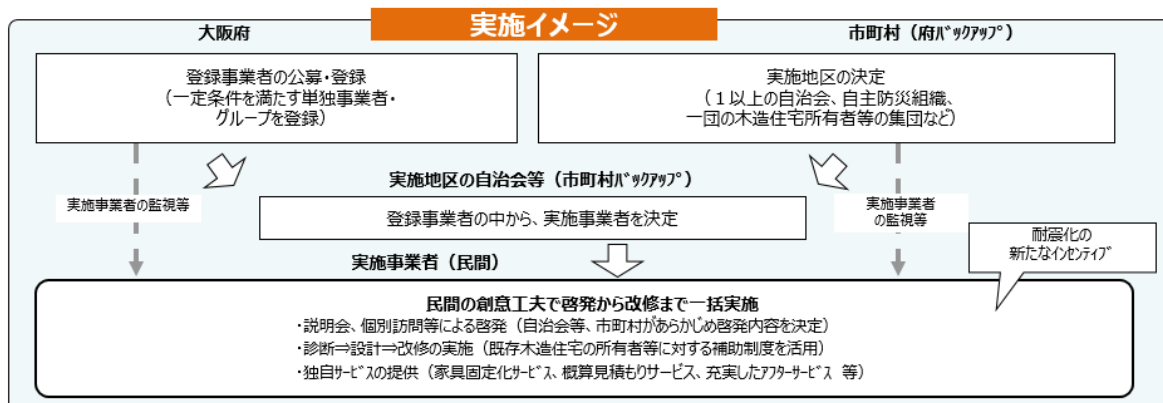 実施イメージ
大阪府
市町村（府ﾊﾞｯｸｱｯﾌﾟ）
登録事業者の公募・登録
（一定条件を満たす単独事業者・
グループを登録）
実施地区の決定
（１以上の自治会、自主防災組織、
一団の木造住宅所有者等の集団など）
実施地区の自治会等（市町村ﾊﾞｯｸｱｯﾌﾟ）
実施事業者の監視等
登録事業者の中から、実施事業者を決定
実施事業者
の監視等
耐震化の
新たなｲﾝｾﾝﾃｨﾌﾞ
実施事業者（民間）
民間の創意工夫で啓発から改修まで一括実施
・説明会、個別訪問等による啓発（自治会等、市町村があらかじめ啓発内容を決定）
・診断⇒設計⇒改修の実施（既存木造住宅の所有者等に対する補助制度を活用）
・独自ｻｰﾋﾞｽの提供（家具固定化ｻｰﾋﾞｽ、概算見積もりｻｰﾋﾞｽ、充実したｱﾌﾀｰｻｰﾋﾞｽ 等）